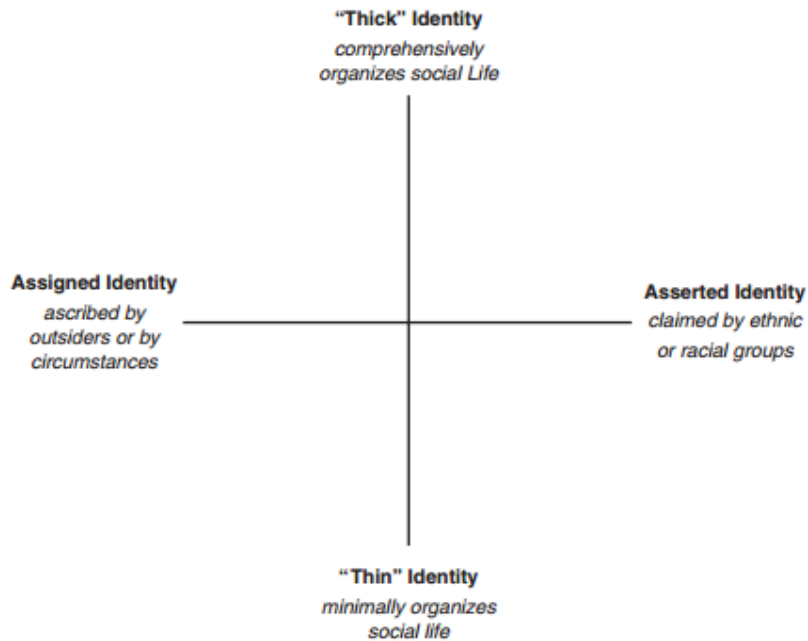 “Thick” Identity
comprehensively
organizes social Life
Assigned Identity
ascribed by
outsiders or by
circumstances
Asserted Identity
claimed by ethnic
or racial groups
“Thin” Identity
minimally organizes
social life